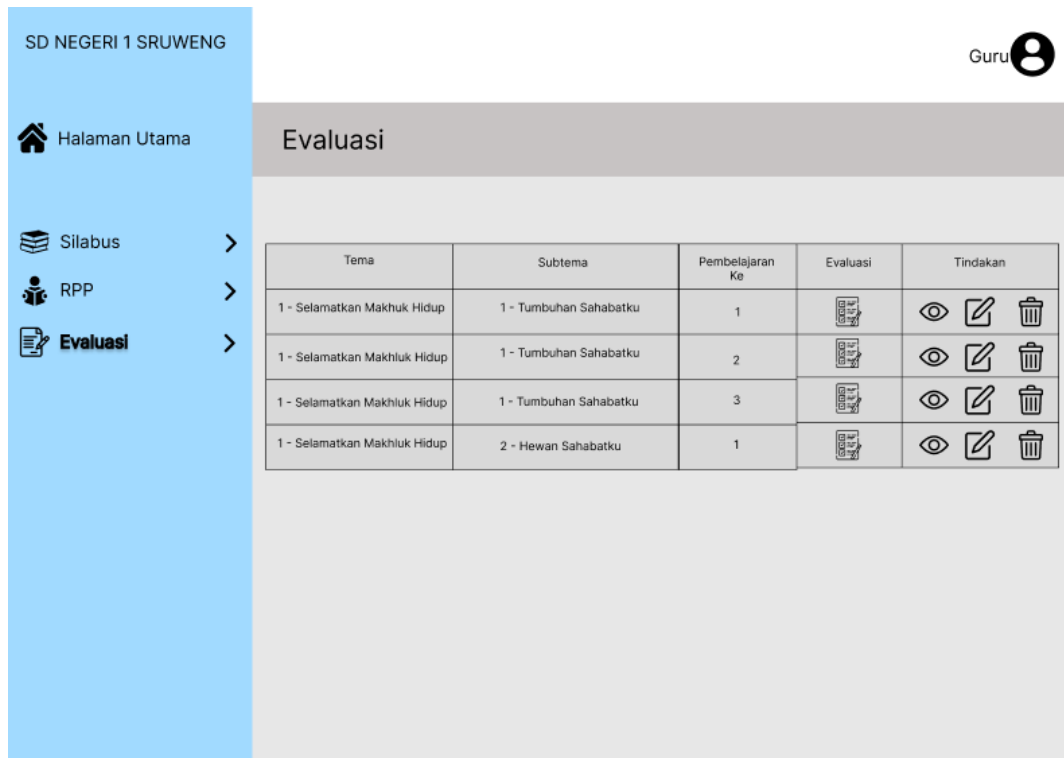 SD NEGERI 1 SRUWENG
Guru
Halaman Utama
Evaluasi
Silabus
RPP
Evaluasi
Tema Subtema Pembelajaran Ke Evaluasi Tindakan
1 - Selamatkan Makhuk Hidup 1 - Tumbuhan Sahabatku 1
1 - Selamatkan Makhluk Hidup 1 - Tumbuhan Sahabatku 2
1 - Selamatkan Makhluk Hidup 1 - Tumbuhan Sahabatku 3
1 - Selamatkan Makhluk Hidup 2 - Hewan Sahabatku 1